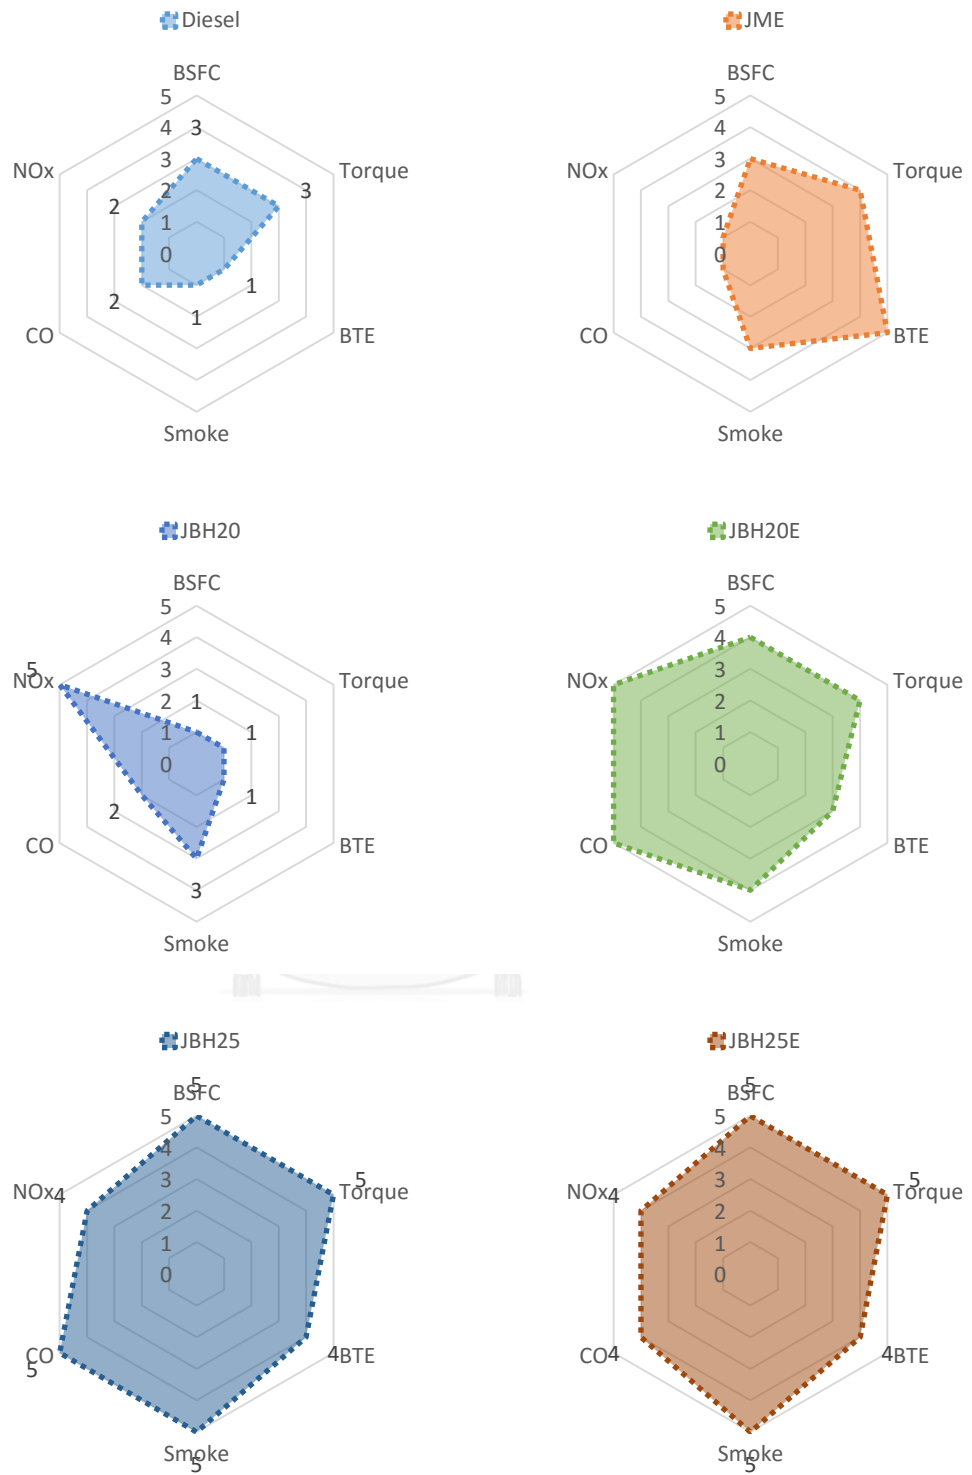 Diesel
BSFC
5
4
3
3
2
1
0
Torque
3
BTE
1
Smoke
1
CO
2
NOx
2
JME
BSFC
5
4
3
2
1
0
Torque
BTE
Smoke
CO
NOx
JBH20
BSFC
5
4
3
2
1
0
1
Torque
1
BTE
1
Smoke
3
CO
2
NOx
5
JBH20E
BSFC
5
4
3
2
1
0
Torque
BTE
Smoke
CO
NOx
JBH25
5
BSFC
5
4
3
2
1
0
Torque
5
BTE
4
Smoke
5
CO
5
NOx
4
JBH25E
5
BSFC
5
4
3
2
1
0
Torque
5
BTE
4
Smoke
5
CO
4
NOx
4